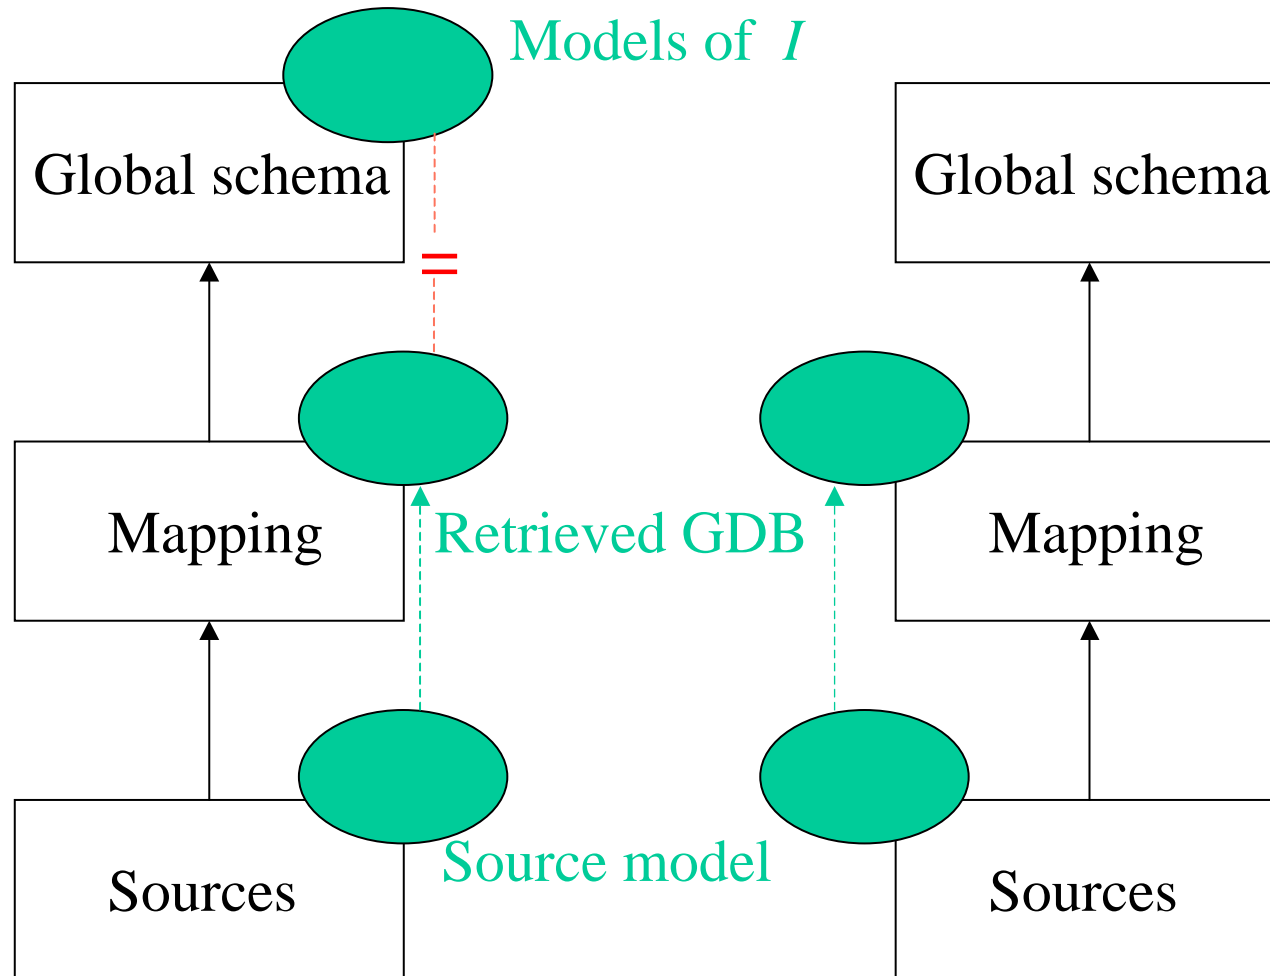 Models of I
Global schema
Global schema
=
Mapping
Retrieved GDB
Mapping
Source model
Sources
Sources